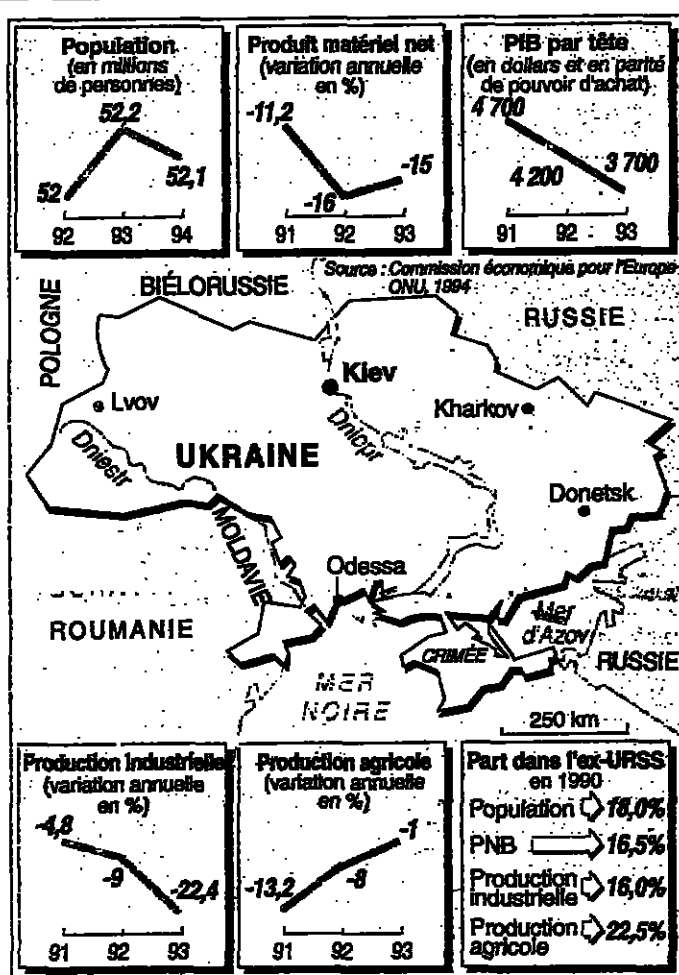 Population
(en millions
de personnes)
52,2
52
52,1
92 93 94
Produit matériel net
(variation annuelle
en %)
-11,2
-16
-15
91 92 93
PIB par tête
(en dollars et en parité
de pouvoir d'achat)
4 700
4 200
3 700
91 92 93
Source : Commission économique pour l'Europe
ONU, 1994
BIÉLORUSSIE
POLOGNE
RUSSIE
Kiev
Lvov
Kharkov
Dniepr
Dniestr
UKRAINE
Donetsk
MOLDAVIE
Odessa
ROUMANIE
Mer
d'Azov
CRIMÉE
RUSSIE
MER
NOIRE
250 km
Production industrielle
(variation annuelle
en %)
-4,8
-9
-22,4
91 92 93
Production agricole
(variation annuelle
en %)
-1
-13,2
-8
91 92 93
Part dans l'ex-URSS
en 1990
Population 18,0%
PNB 16,5%
Production
industrielle 16,0%
Production
agricole 22,5%